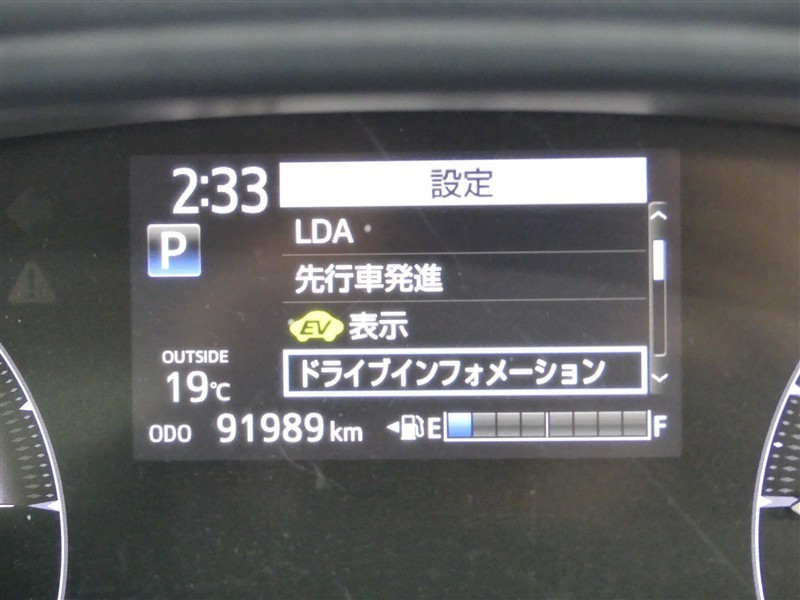 2:33
設定
P
LDA
先行車発進
EV 表示
OUTSIDE
19℃
ドライブインフォメーション
ODO 91989 km E F